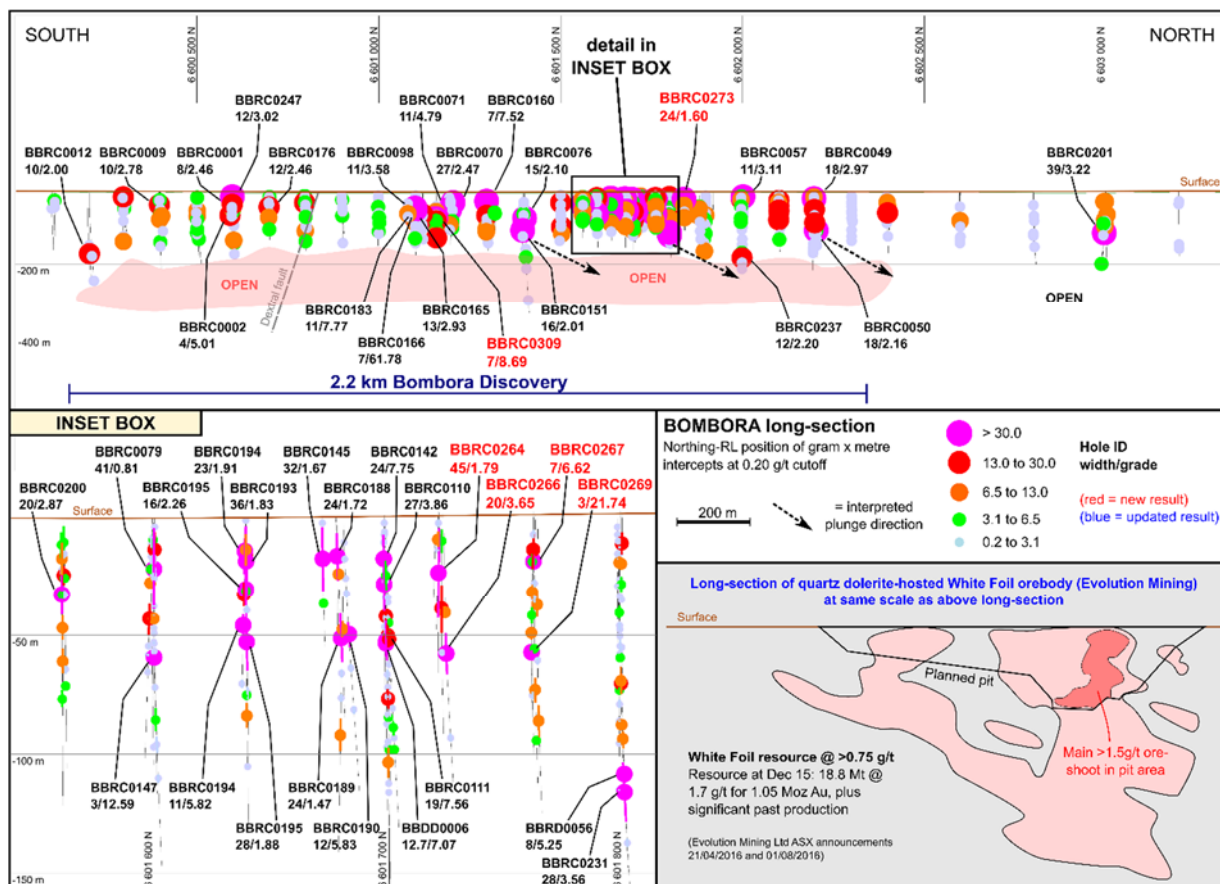 SOUTH
NORTH
6 600 500 N
6 601 000 N
6 601 500 N
6 602 000 N
6 602 500 N
6 603 000 N
detail in
INSET BOX
BBRC0247
12/3.02
BBRC0071
11/4.79
BBRC0160
7/7.52
BBRC0273
24/1.60
BBRC0012
10/2.00
BBRC0009
10/2.78
BBRC0001
8/2.46
BBRC0176
12/2.46
BBRC0098
11/3.58
BBRC0070
27/2.47
BBRC0076
15/2.10
BBRC0057
11/3.11
BBRC0049
18/2.97
BBRC0201
39/3.22
Surface
-200 m
OPEN
Dextral fault
OPEN
OPEN
BBRC0002
4/5.01
BBRC0183
11/7.77
BBRC0166
7/61.78
BBRC0165
13/2.93
BBRC0309
7/8.69
BBRC0151
16/2.01
BBRC0237
12/2.20
BBRC0050
18/2.16
-400 m
2.2 km Bombora Discovery
INSET BOX
BBRC0079
41/0.81
BBRC0194
23/1.91
BBRC0145
32/1.67
BBRC0142
24/7.75
BBRC0264
45/1.79
BBRC0267
7/6.62
BBRC0200
20/2.87
BBRC0195
16/2.26
BBRC0193
36/1.83
BBRC0188
24/1.72
BBRC0110
27/3.86
BBRC0266
20/3.65
BBRC0269
3/21.74
Surface
-50 m
-100 m
-150 m
BBRC0147
3/12.59
BBRC0194
11/5.82
BBRC0195
28/1.88
BBRC0189
24/1.47
BBRC0190
12/5.83
BBDD0006
12.7/7.07
BBRC0111
19/7.56
BBRD0056
8/5.25
BBRC0231
28/3.56
6 601 600 N
6 601 700 N
6 601 800 N
BOMBORA long-section
Northing-RL position of gram x metre
intercepts at 0.20 g/t cutoff
200 m
= interpreted
plunge direction
> 30.0
13.0 to 30.0
6.5 to 13.0
3.1 to 6.5
0.2 to 3.1
Hole ID
width/grade
(red = new result)
(blue = updated result)
Long-section of quartz dolerite-hosted White Foil orebody (Evolution Mining)
at same scale as above long-section
Surface
Planned pit
Main >1.5g/t ore-
shoot in pit area
White Foil resource @ >0.75 g/t
Resource at Dec 15: 18.8 Mt @
1.7 g/t for 1.05 Moz Au, plus
significant past production
(Evolution Mining Ltd ASX announcements
21/04/2016 and 01/08/2016)